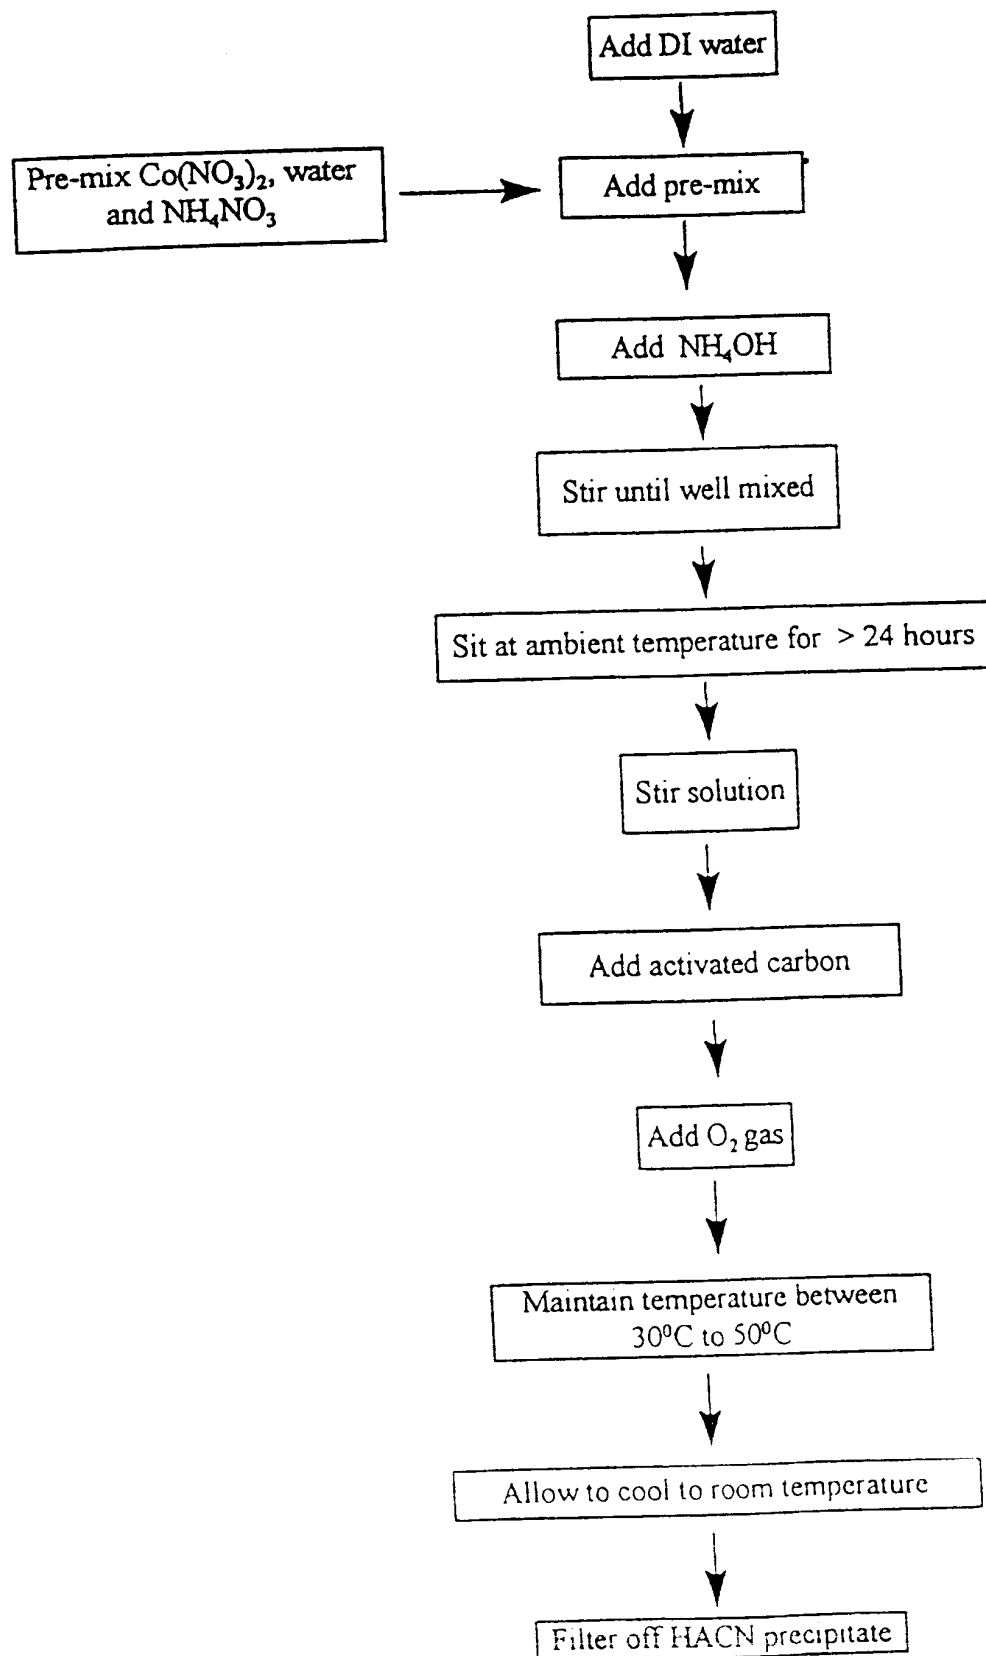 Add DI water
Pre-mix Co(NO₃)₂, water
and NH₄NO₃
Add pre-mix
Add NH₄OH
Stir until well mixed
Sit at ambient temperature for > 24 hours
Stir solution
Add activated carbon
Add O₂ gas
Maintain temperature between
30⁰C to 50⁰C
Allow to cool to room temperature
Filter off HACN precipitate